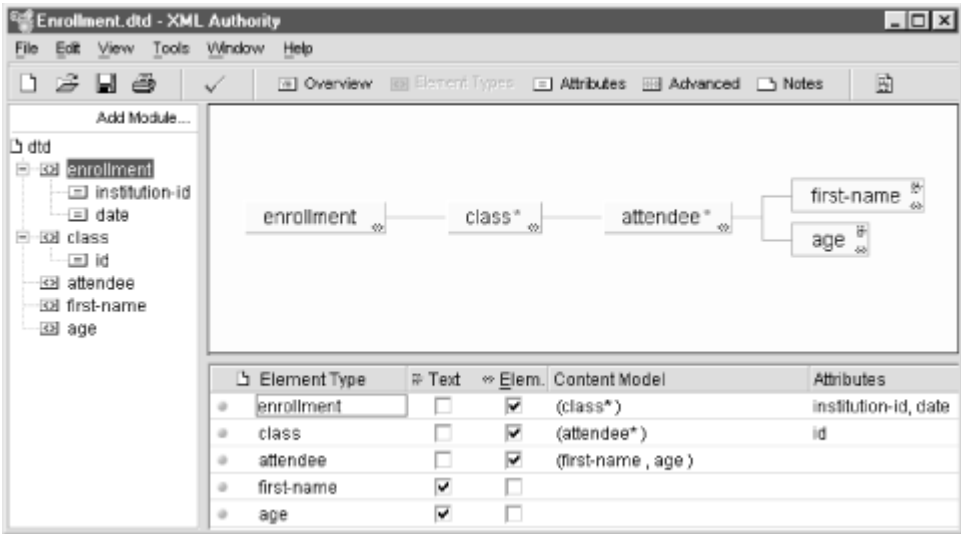 Enrollment.dtd - XML Authority
File Edit View Tools Window Help
Overview Element Types Attributes Advanced Notes
Add Module...
dtd
enrollment
institution-id
date
class
id
attendee
first-name
age
enrollment class* attendee* first-name
age
Element Type Text Elem. Content Model Attributes
enrollment (class*) institution-id, date
class (attendee*) id
attendee (first-name , age )
first-name
age